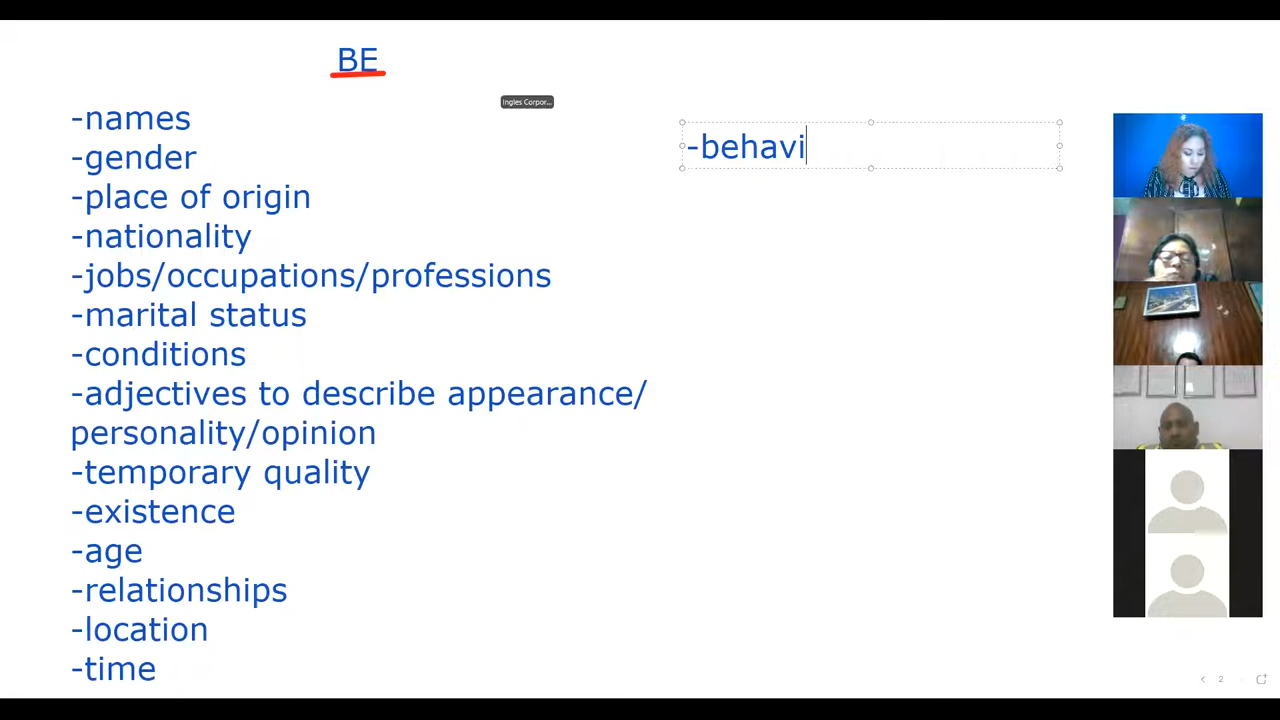 BE
Ingles Corpor...
-names
-gender
-place of origin
-nationality
-jobs/occupations/professions
-marital status
-conditions
-adjectives to describe appearance/
personality/opinion
-temporary quality
-existence
-age
-relationships
-location
-time
-behavi
2